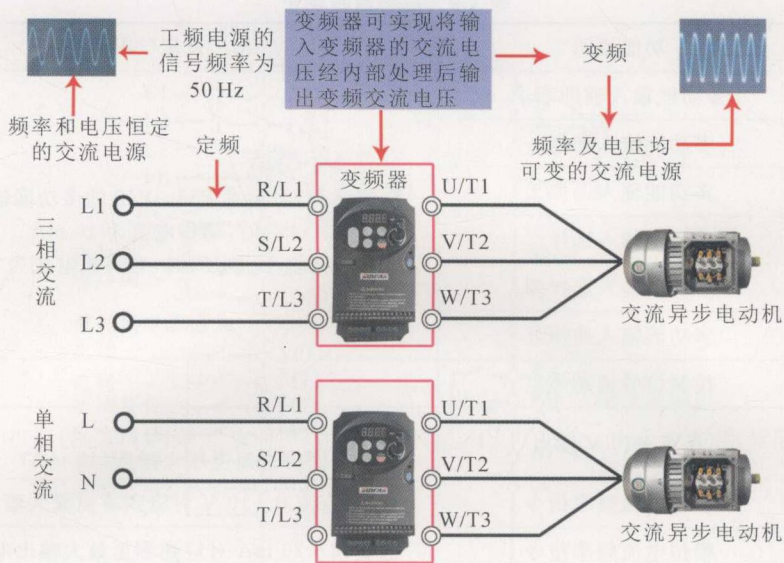 工频电源的
信号频率为
50 Hz
变频器可实现将输
入变频器的交流电
压经内部处理后输
出变频交流电压
变频
频率和电压恒定
的交流电源
定频
频率及电压均
可变的交流电源
变频器
三相交流
L1
R/L1
U/T1
L2
S/L2
V/T2
L3
T/L3
W/T3
交流异步电动机
单相交流
L
R/L1
U/T1
N
S/L2
V/T2
T/L3
W/T3
交流异步电动机